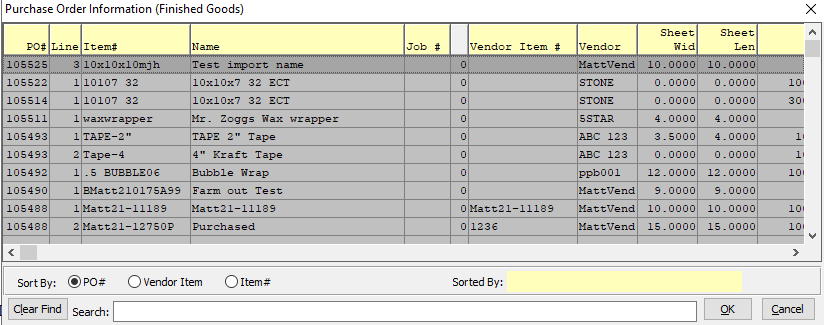 Purchase Order Information (Finished Goods)
PO# Line Item# Name Job # Vendor Item # Vendor Sheet Wid Sheet Len
105525 3 10x10x10mjh Test import name 0 MattVend 10.0000 10.0000
105522 1 10107 32 10x10x7 32 ECT 0 STONE 0.0000 0.0000 100
105514 1 10107 32 10x10x7 32 ECT 0 STONE 0.0000 0.0000 300
105511 1 waxwrapper Mr. Zoggs Wax wrapper 0 5STAR 4.0000 4.0000
105493 1 TAPE-2" TAPE 2" Tape 0 ABC 123 3.5000 4.0000 10
105493 2 Tape-4 4" Kraft Tape 0 ABC 123 0.0000 0.0000 10
105492 1 .5 BUBBLE06 Bubble Wrap 0 ppb001 12.0000 12.0000 100
105490 1 BMatt210175A99 Farm out Test 0 MattVend 9.0000 9.0000
105488 1 Matt21-11189 Matt21-11189 0 Matt21-11189 MattVend 10.0000 10.0000 100
105488 2 Matt21-12750P Purchased 0 1236 MattVend 15.0000 15.0000 100
Sort By: PO# Vendor Item Item# Sorted By:
Clear Find Search: OK Cancel